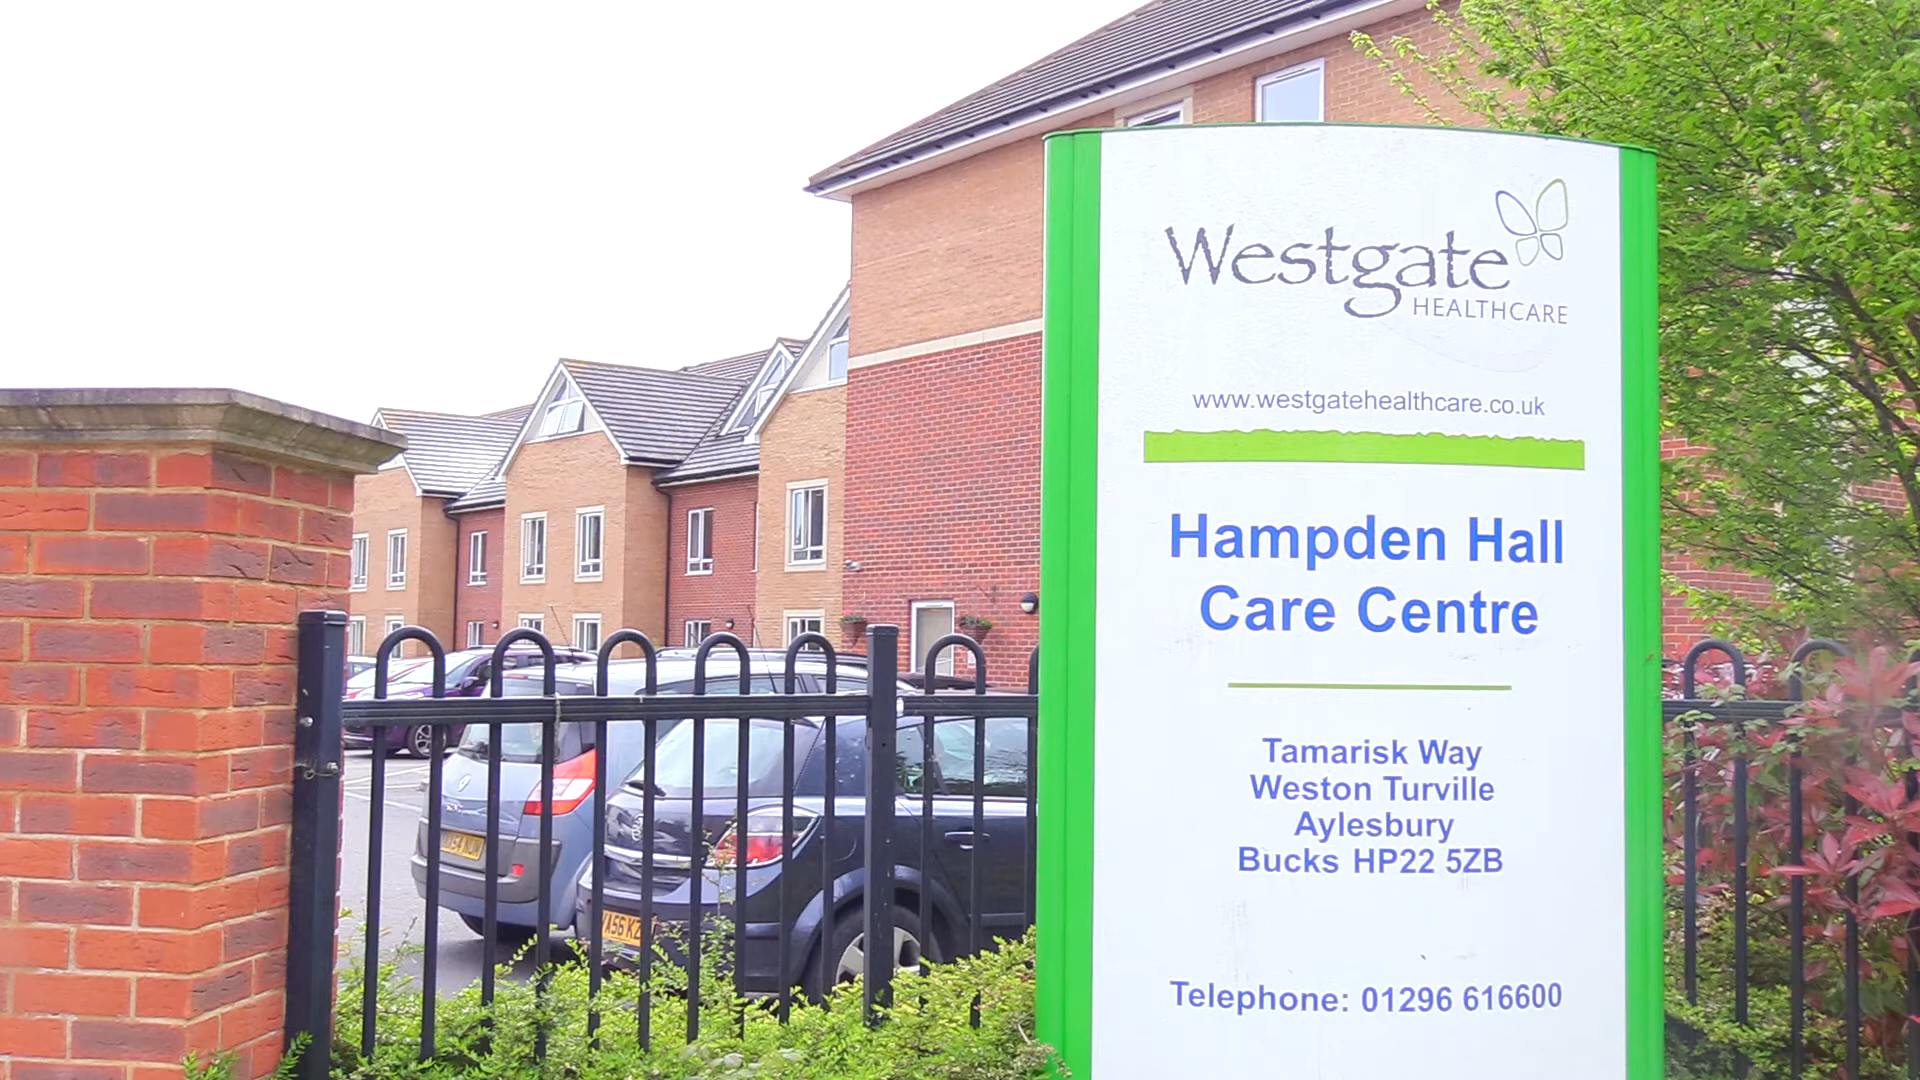 Westgate
HEALTHCARE
www.westgatehealthcare.co.uk
Hampden Hall
Care Centre
Tamarisk Way
Weston Turville
Aylesbury
Bucks HP22 5ZB
Telephone: 01296 616600